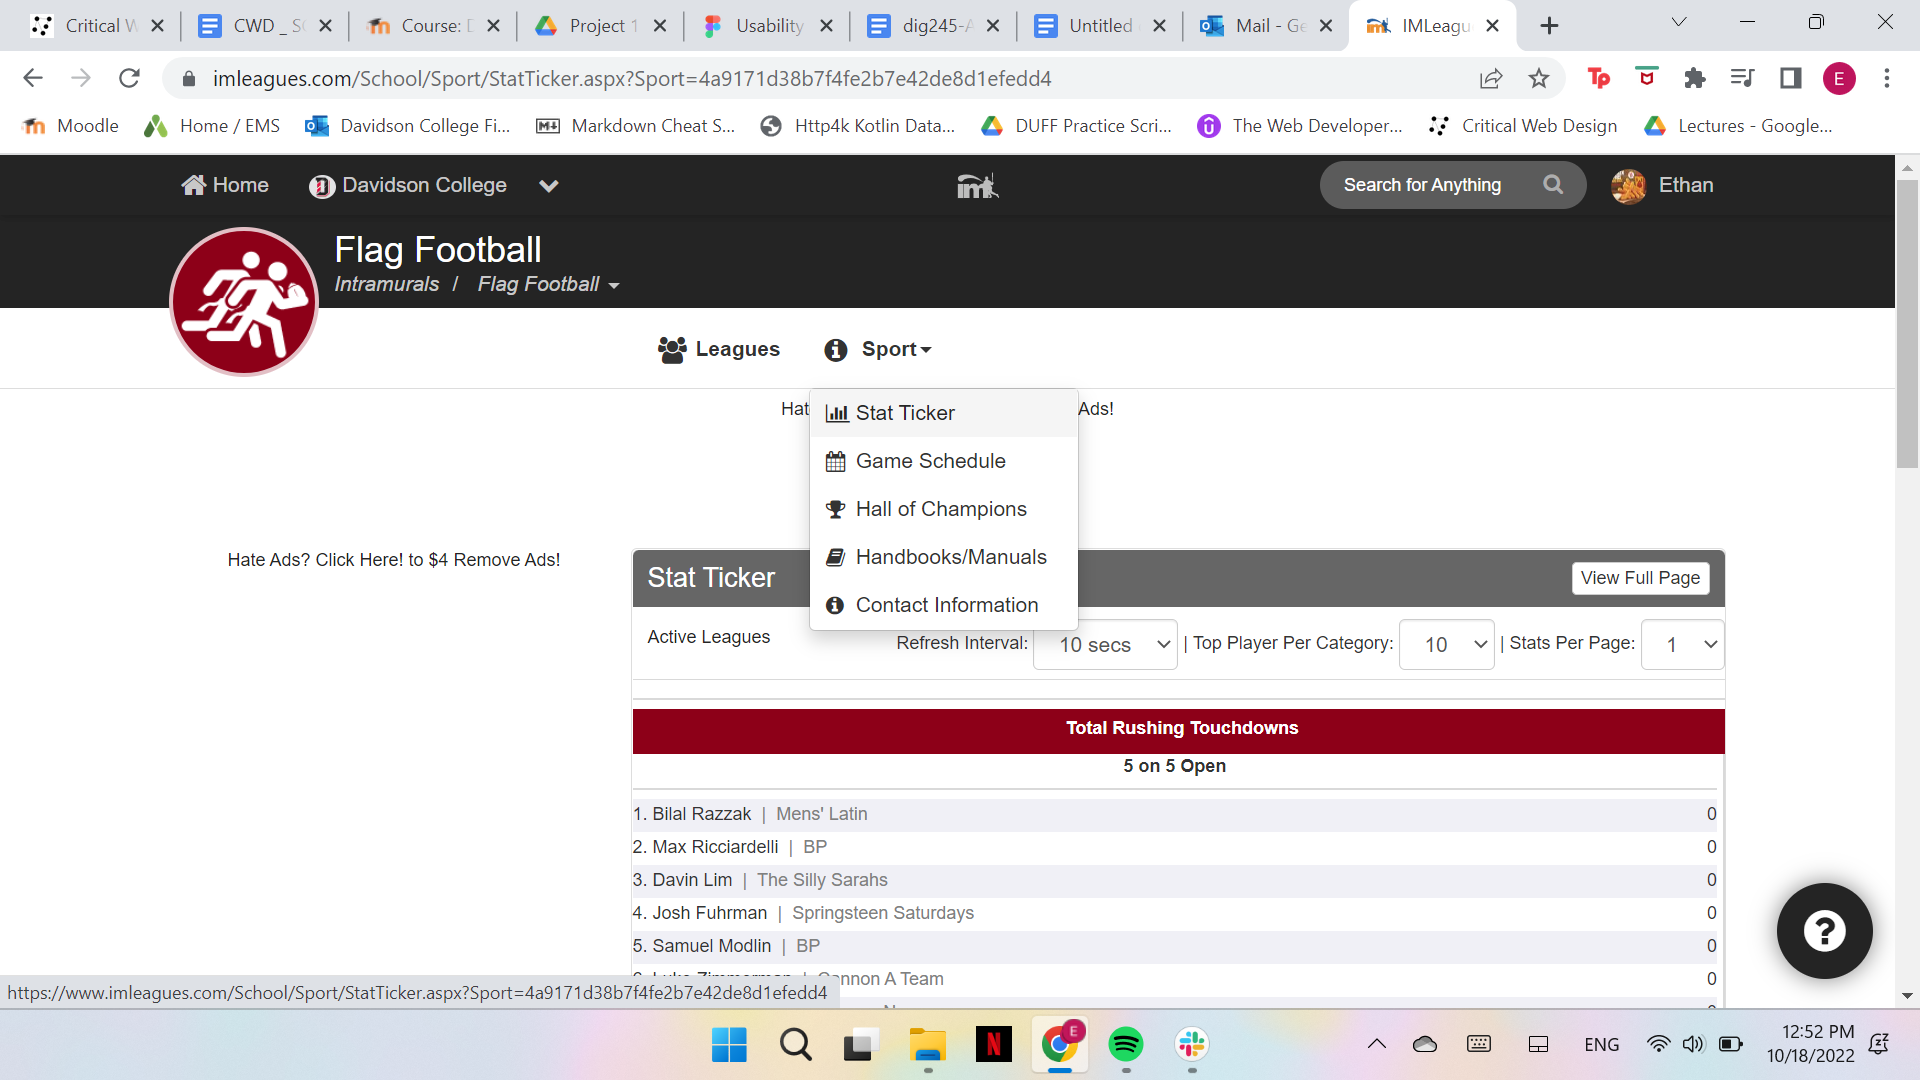 Critical W
CWD _ S
Course: D
Project 1
Usability
dig245-A
Untitled
Mail - Ge
IMLeagu
imleagues.com/School/Sport/StatTicker.aspx?Sport=4a9171d38b7f4fe2b7e42de8d1efedd4
Tp
E
Moodle
Home / EMS
Davidson College Fi...
Markdown Cheat S...
Http4k Kotlin Data...
DUFF Practice Scri...
The Web Developer...
Critical Web Design
Lectures - Google...
Home
Davidson College
im
Search for Anything
Ethan
Flag Football
Intramurals / Flag Football
Leagues
Sport
Hat
Ads!
Stat Ticker
Game Schedule
Hall of Champions
Handbooks/Manuals
Contact Information
Hate Ads? Click Here! to $4 Remove Ads!
Stat Ticker
View Full Page
Active Leagues
Refresh Interval: 10 secs | Top Player Per Category: 10 | Stats Per Page: 1
Total Rushing Touchdowns
5 on 5 Open
1. Bilal Razzak | Mens' Latin 0
2. Max Ricciardelli | BP 0
3. Davin Lim | The Silly Sarahs 0
4. Josh Fuhrman | Springsteen Saturdays 0
5. Samuel Modlin | BP 0
A Team 0
https://www.imleagues.com/School/Sport/StatTicker.aspx?Sport=4a9171d38b7f4fe2b7e42de8d1efedd4
N
E
ENG
12:52 PM
10/18/2022